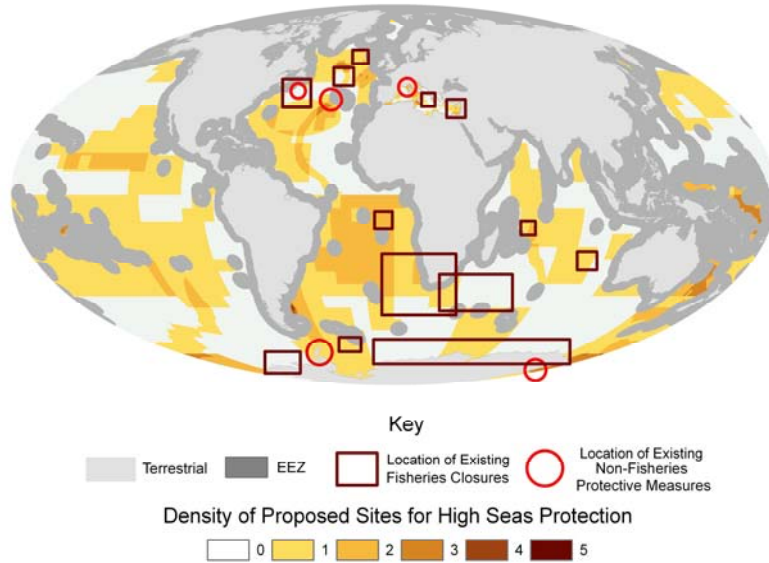 Key
Terrestrial
EEZ
Location of Existing
Fisheries Closures
Location of Existing
Non-Fisheries
Protective Measures
Density of Proposed Sites for High Seas Protection
0 1 2 3 4 5